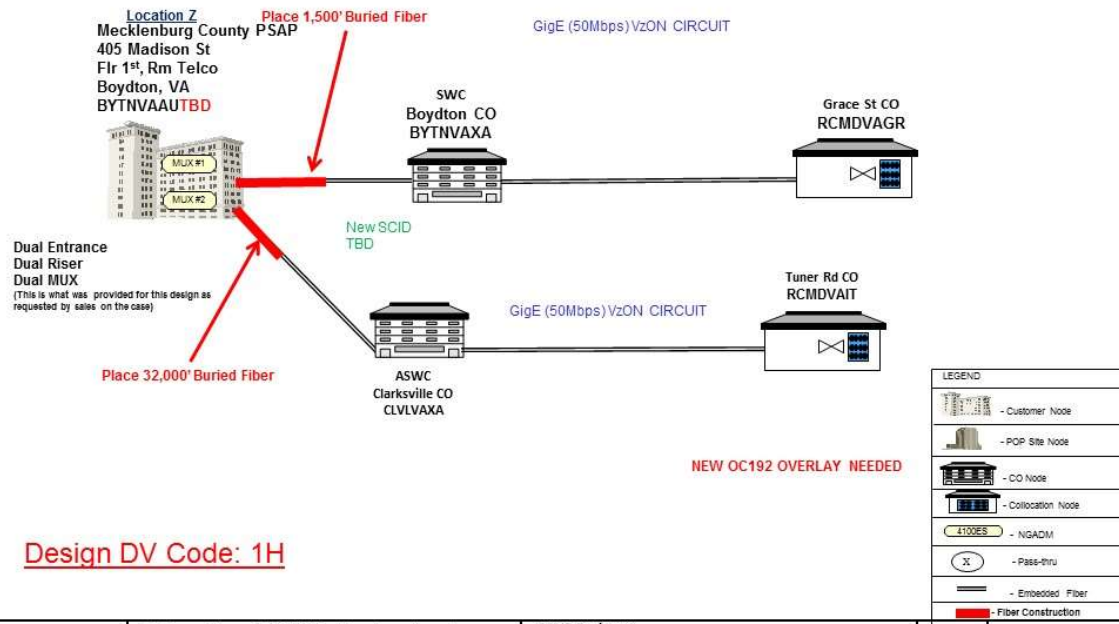 Location Z
Place 1,500' Buried Fiber
Mecklenburg County PSAP
405 Madison St
Flr 1st, Rm Telco
Boydton, VA
BYTNVAAUTBD
GigE (50Mbps) VzON CIRCUIT
SWC
Boydton CO
BYTNVAXA
Grace St CO
RCMDVAGR
MUX #1
MUX #2
New SCID
TBD
Dual Entrance
Dual Riser
Dual MUX
(This is what was provided for this design as
requested by sales on the case)
Tuner Rd CO
RCMDVAIT
GigE (50Mbps) VzON CIRCUIT
Place 32,000' Buried Fiber
ASWC
Clarksville CO
CLVLVAXA
NEW OC192 OVERLAY NEEDED
Design DV Code: 1H
LEGEND
- Customer Node
- POP Site Node
- CO Node
- Collocation Node
4100ES - NGADM
X - Pass-thru
- Embedded Fiber
- Fiber Construction